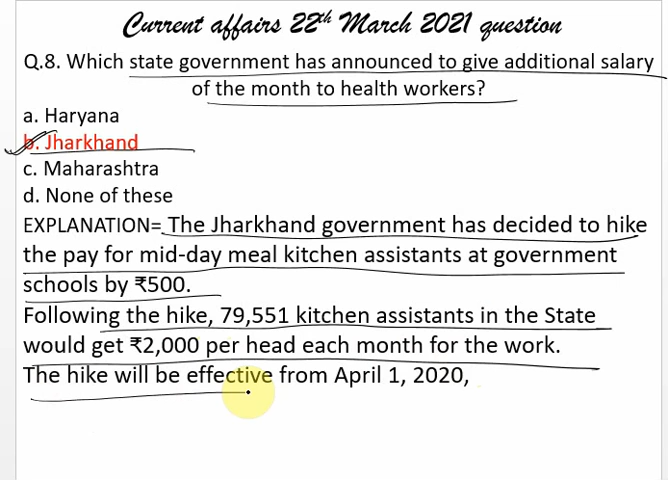 Current affairs 22th March 2021 question
Q.8. Which state government has announced to give additional salary
of the month to health workers?
a. Haryana
b. Jharkhand
c. Maharashtra
d. None of these
EXPLANATION= The Jharkhand government has decided to hike
the pay for mid-day meal kitchen assistants at government
schools by ₹500.
Following the hike, 79,551 kitchen assistants in the State
would get ₹2,000 per head each month for the work.
The hike will be effective from April 1, 2020,